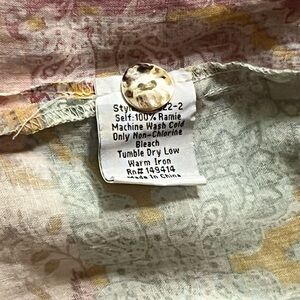 22-2
Self:100% Ramie
Machine Wash Cold
Only Non-Chlorine
Bleach
Tumble Dry Low
Warm Iron
Rn# 149414
Made In China